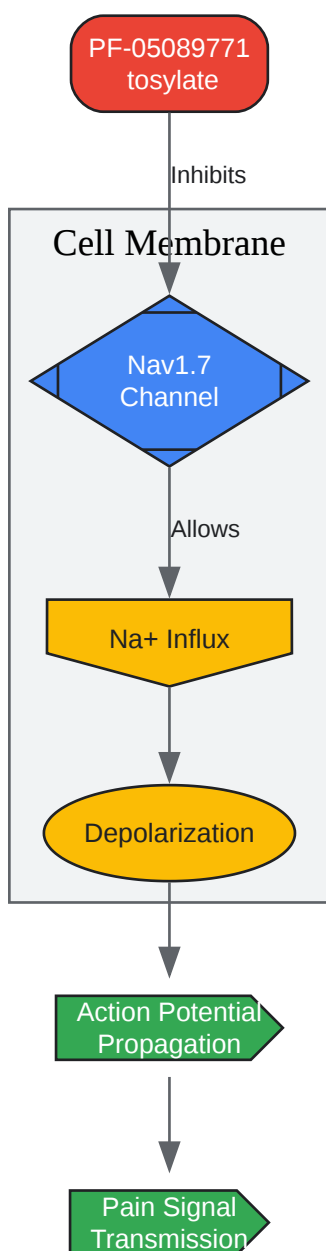 PF-05089771
tosylate
Inhibits
Cell Membrane
Nav1.7
Channel
Allows
Na+ Influx
Depolarization
Action Potential
Propagation
Pain Signal
Transmission